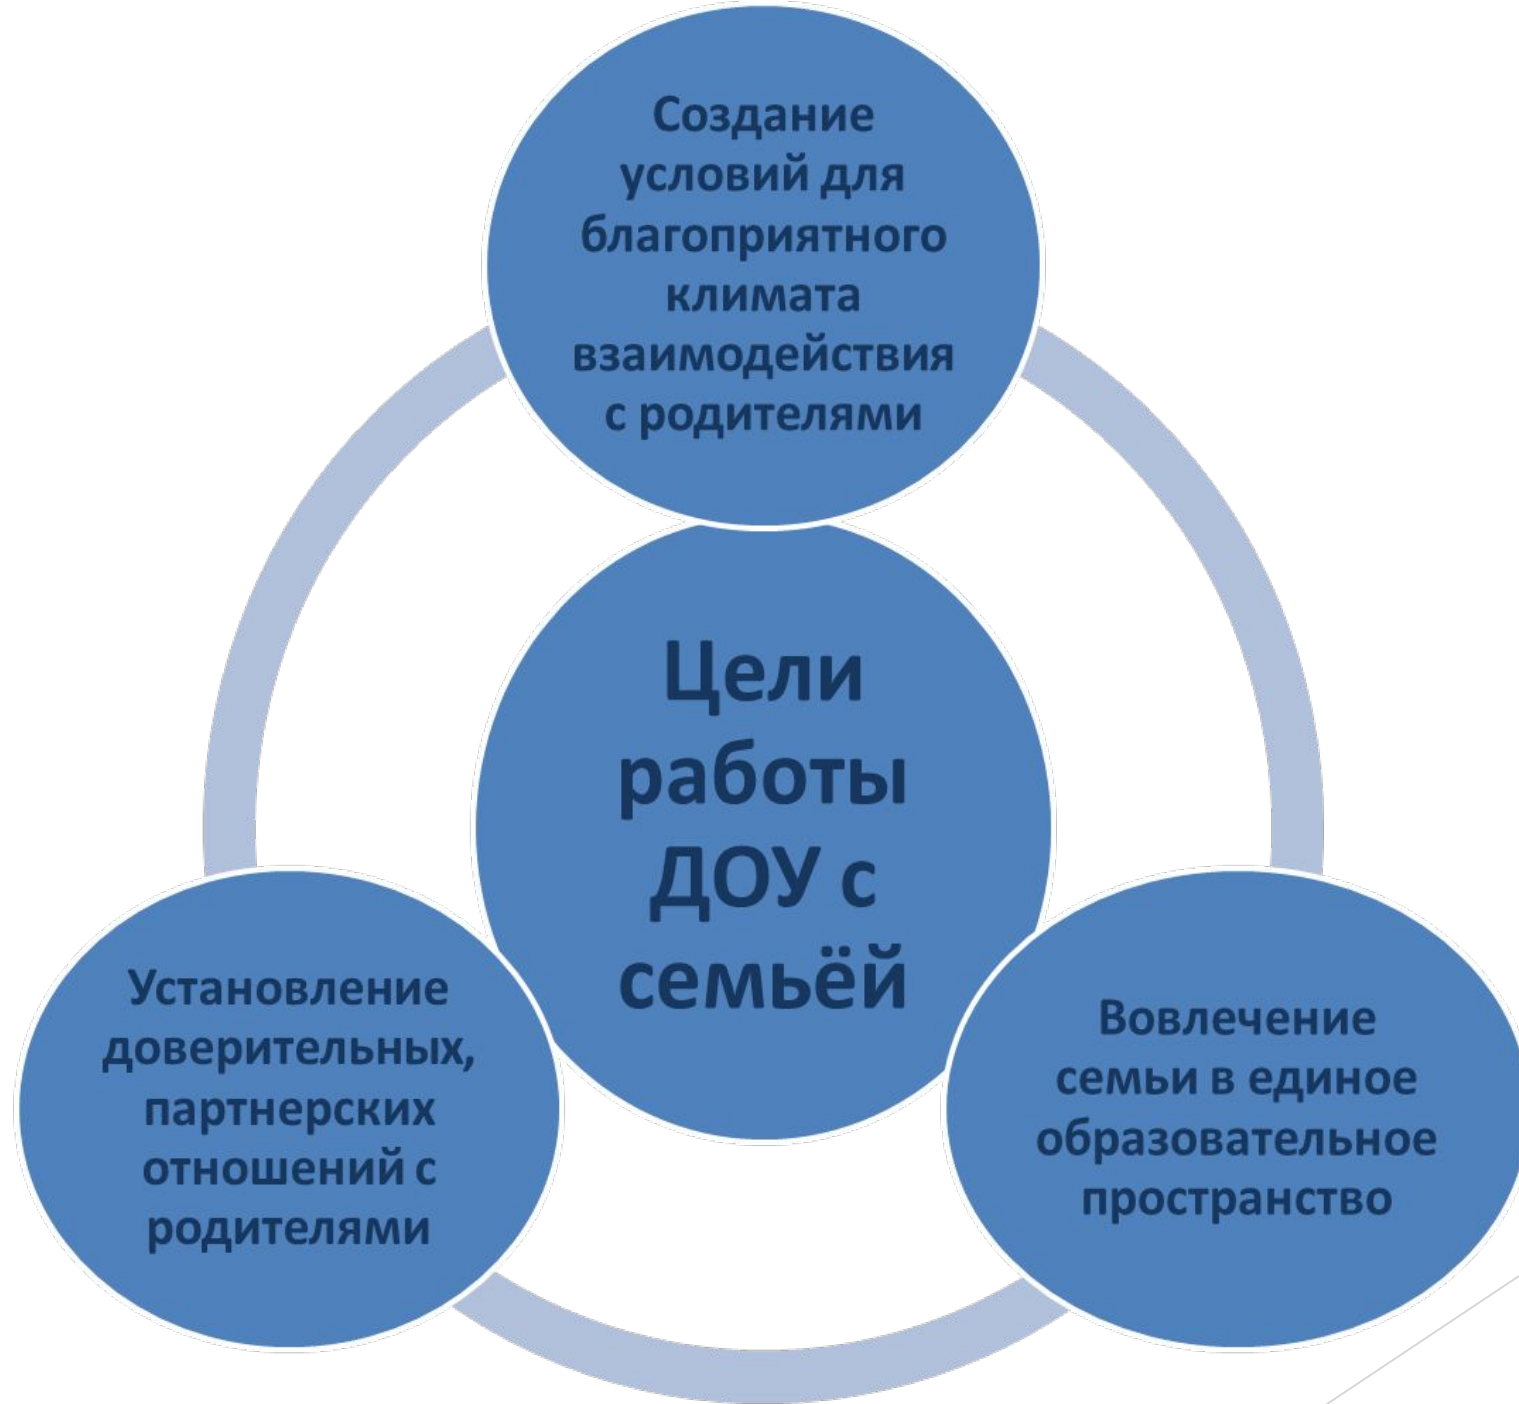 Создание
условий для
благоприятного
климата
взаимодействия
с родителями
Цели
работы
ДОУ с
семьёй
Установление
доверительных,
партнерских
отношений с
родителями
Вовлечение
семьи в единое
образовательное
пространство